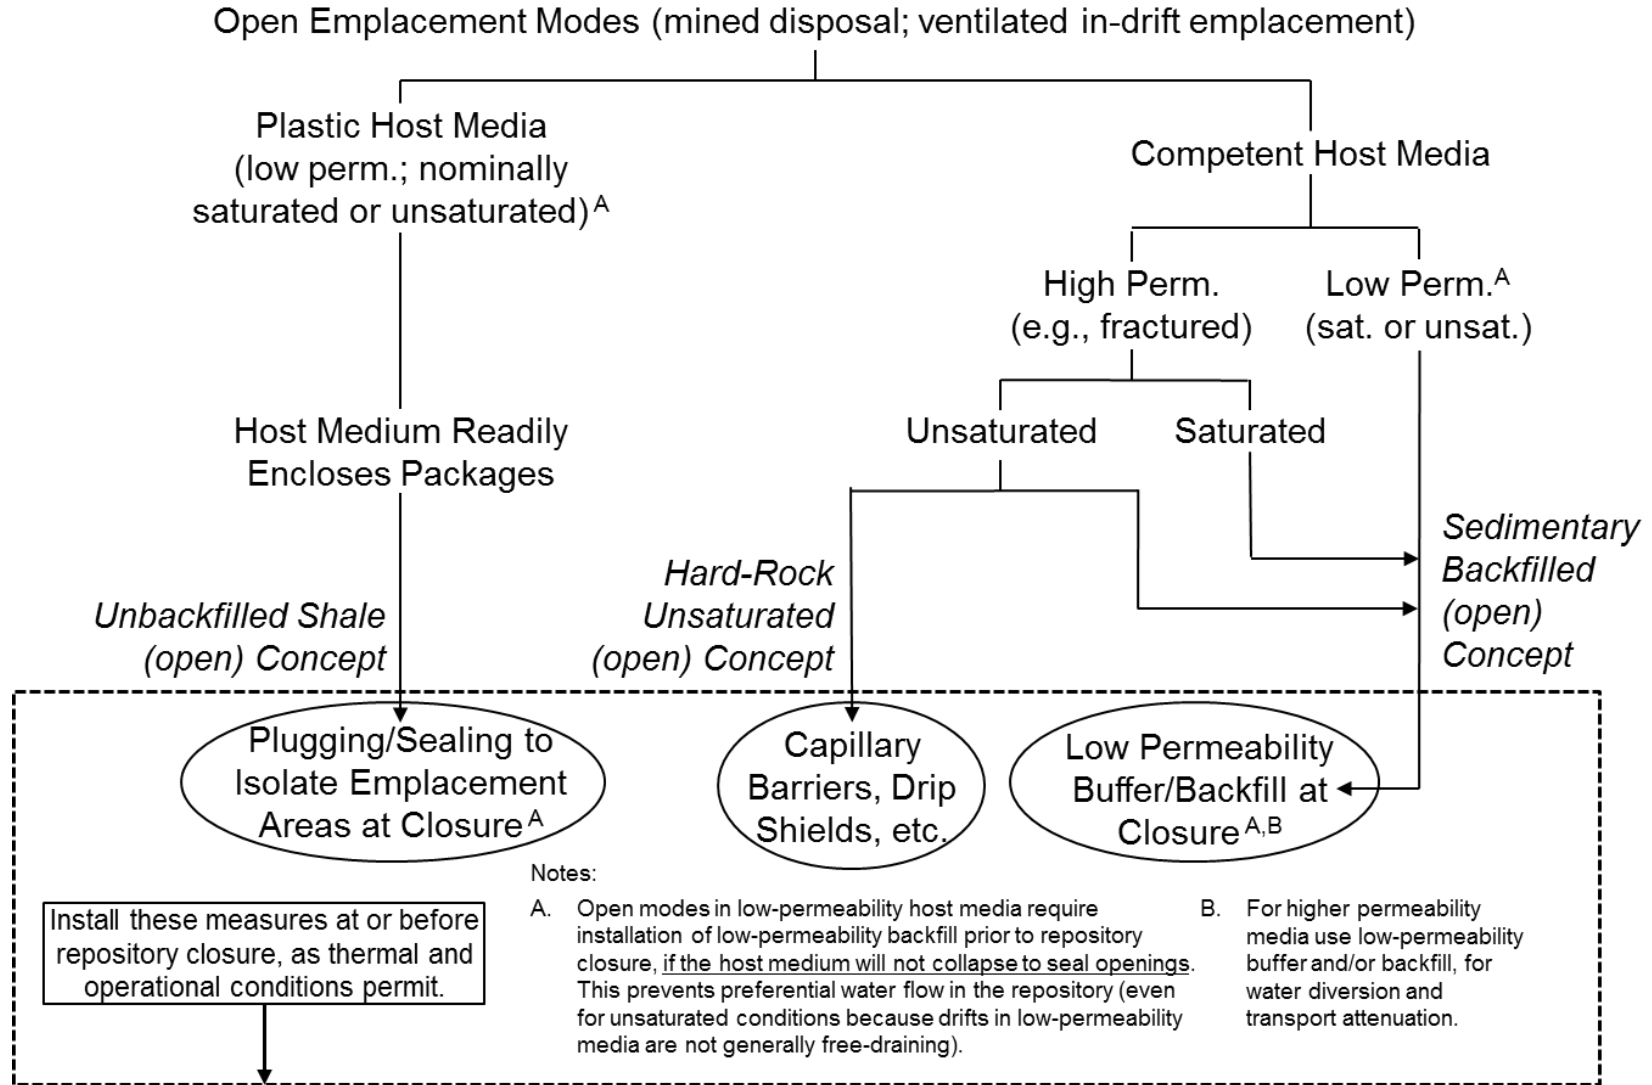 Open Emplacement Modes (mined disposal; ventilated in-drift emplacement)
Plastic Host Media
(low perm.; nominally
saturated or unsaturated) A
Competent Host Media
High Perm.
(e.g., fractured)
Low Perm. A
(sat. or unsat.)
Host Medium Readily
Encloses Packages
Unsaturated
Saturated
Unbackfilled Shale
(open) Concept
Hard-Rock
Unsaturated
(open) Concept
Sedimentary
Backfilled
(open)
Concept
Plugging/Sealing to
Isolate Emplacement
Areas at Closure A
Capillary
Barriers, Drip
Shields, etc.
Low Permeability
Buffer/Backfill at
Closure A,B
Install these measures at or before
repository closure, as thermal and
operational conditions permit.
Notes:
A. Open modes in low-permeability host media require
installation of low-permeability backfill prior to repository
closure, if the host medium will not collapse to seal openings.
This prevents preferential water flow in the repository (even
for unsaturated conditions because drifts in low-permeability
media are not generally free-draining).
B. For higher permeability
media use low-permeability
buffer and/or backfill, for
water diversion and
transport attenuation.